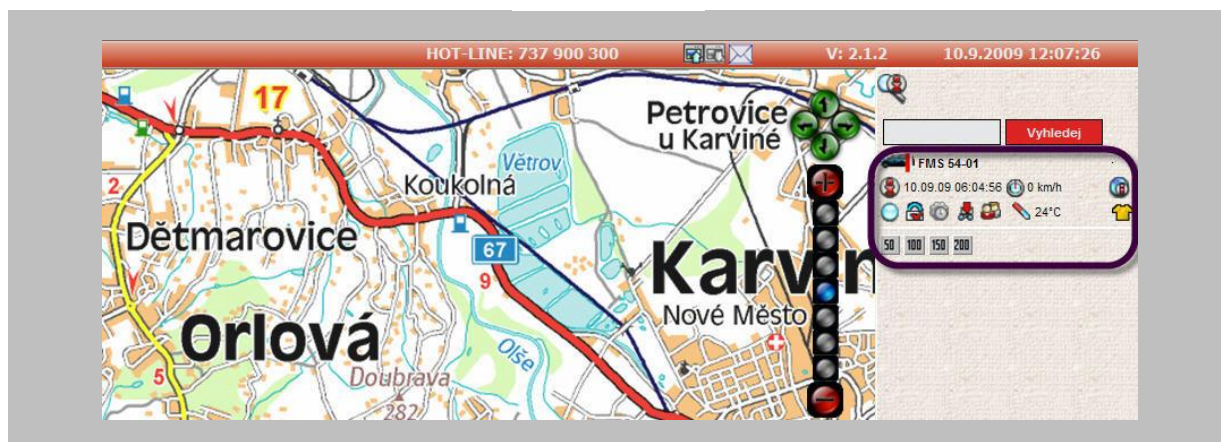 HOT-LINE: 737 900 300 V: 2.1.2 10.9.2009 12:07:26
17
Petrovice
u Karviné
Větrov
Koukolná
2
Dětmarovice
67
9
Karvin
Nové Město
Orlová
Olše
5
Doubrava
282
Vyhledej
FMS 54-01
10.09.09 06:04:56 0 km/h
24°C
50 100 150 200